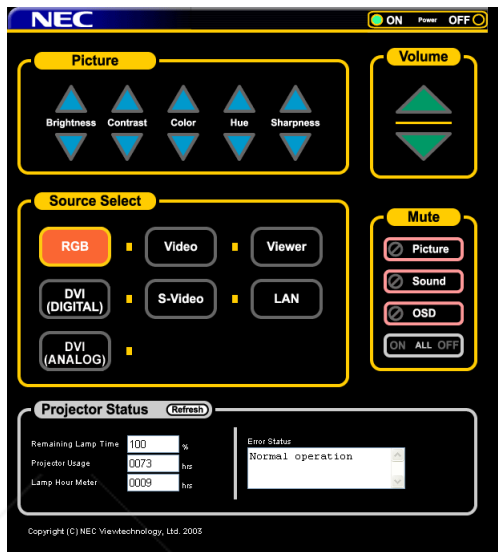 NEC
ON Power OFF
Picture
Brightness Contrast Color Hue Sharpness
Volume
Source Select
RGB Video Viewer
DVI (DIGITAL) S-Video LAN
DVI (ANALOG)
Mute
Picture
Sound
OSD
ON ALL OFF
Projector Status Refresh
Remaining Lamp Time 100 %
Projector Usage 0073 hrs
Lamp Hour Meter 0009 hrs
Error Status
Normal operation
Copyright (C) NEC Viewtechnology, Ltd. 2003